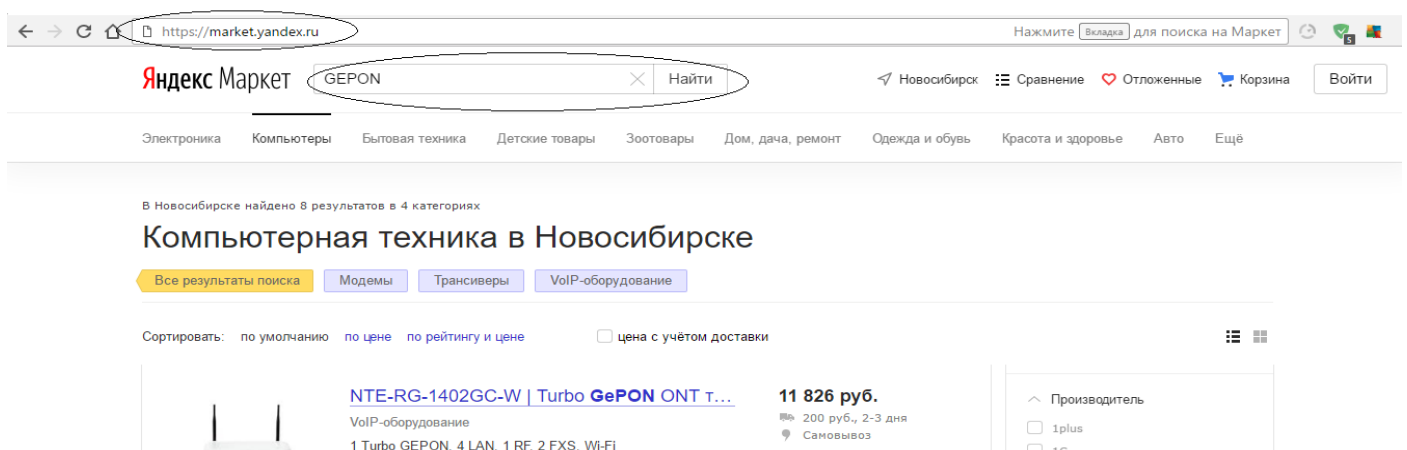 https://market.yandex.ru Нажмите Вкладка для поиска на Маркет 5
Яндекс Маркет GEPON Найти Новосибирск Сравнение Отложенные Корзина Войти
Электроника Компьютеры Бытовая техника Детские товары Зоотовары Дом, дача, ремонт Одежда и обувь Красота и здоровье Авто Ещё
В Новосибирске найдено 8 результатов в 4 категориях
Компьютерная техника в Новосибирске
Все результаты поиска Модемы Трансиверы VoIP-оборудование
Сортировать: по умолчанию по цене по рейтингу и цене цена с учётом доставки
NTE-RG-1402GC-W | Turbo GePON ONT т... 11 826 руб. Производитель
VoIP-оборудование 200 руб., 2-3 дня 1plus
1 Turbo GEPON, 4 LAN, 1 RF, 2 FXS, Wi-Fi Самовывоз